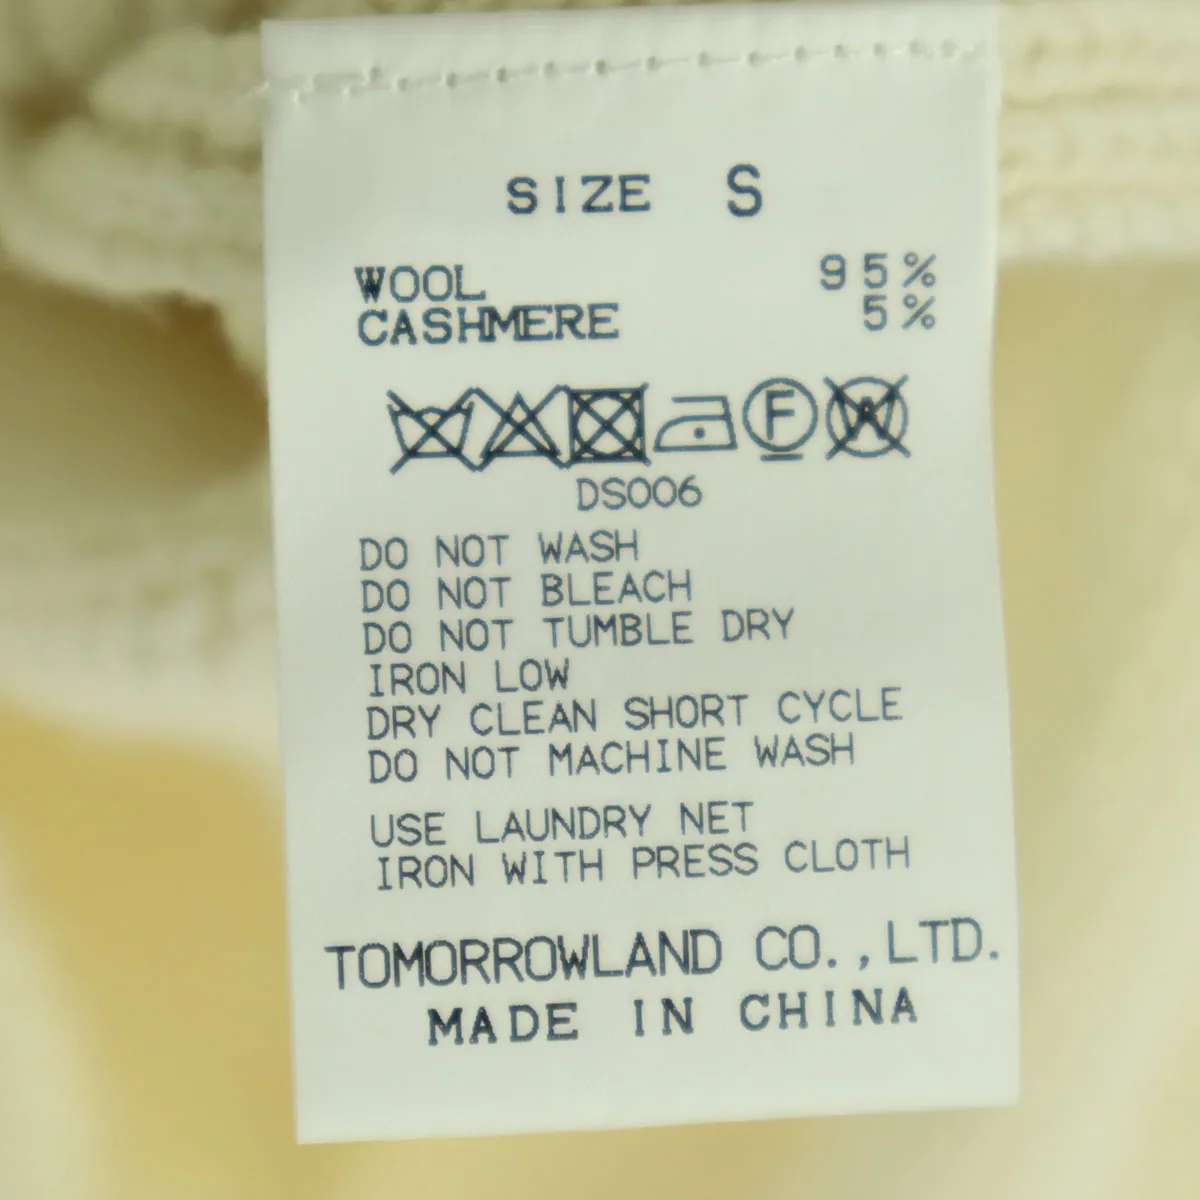 SIZE S
WOOL 95%
CASHMERE 5%
F W
DS006
DO NOT WASH
DO NOT BLEACH
DO NOT TUMBLE DRY
IRON LOW
DRY CLEAN SHORT CYCLE
DO NOT MACHINE WASH
USE LAUNDRY NET
IRON WITH PRESS CLOTH
TOMORROWLAND CO.,LTD.
MADE IN CHINA